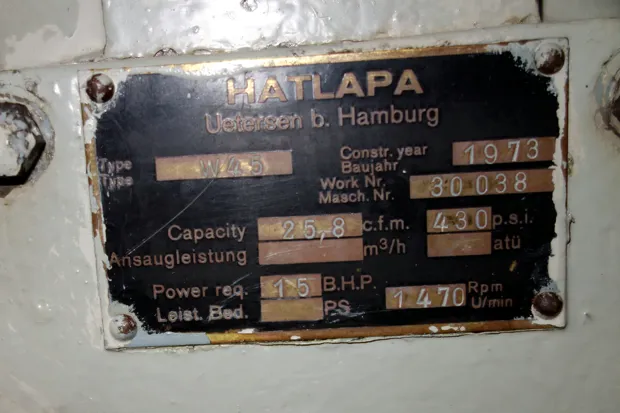 HATLAPA
Uetersen b. Hamburg
Type W45 Constr. year 1973
Type Baujahr
Work Nr. 30038
Masch. Nr.
Capacity 25,8 c.f.m. 430 p.s.i.
Ansaugleistung m³/h atü
Power req. 15 B.H.P. 1470 Rpm
Leist. Bed. PS U/min